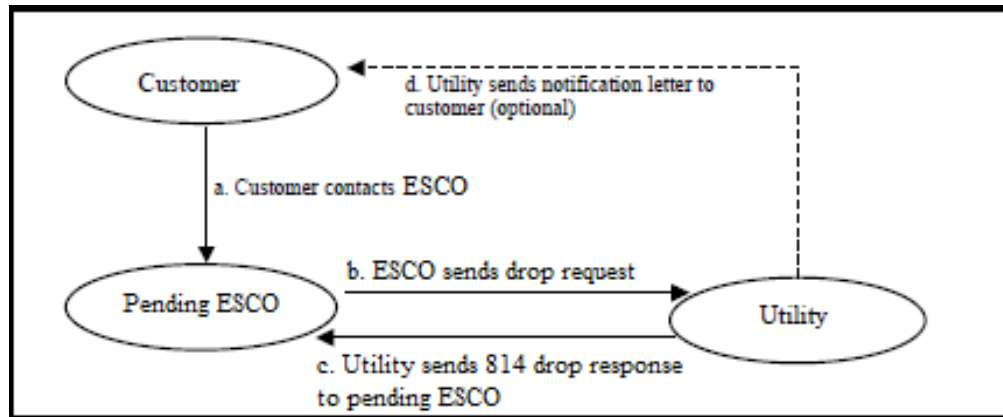 Customer
d. Utility sends notification letter to
customer (optional)
a. Customer contacts ESCO
b. ESCO sends drop request
Pending ESCO
Utility
c. Utility sends 814 drop response
to pending ESCO